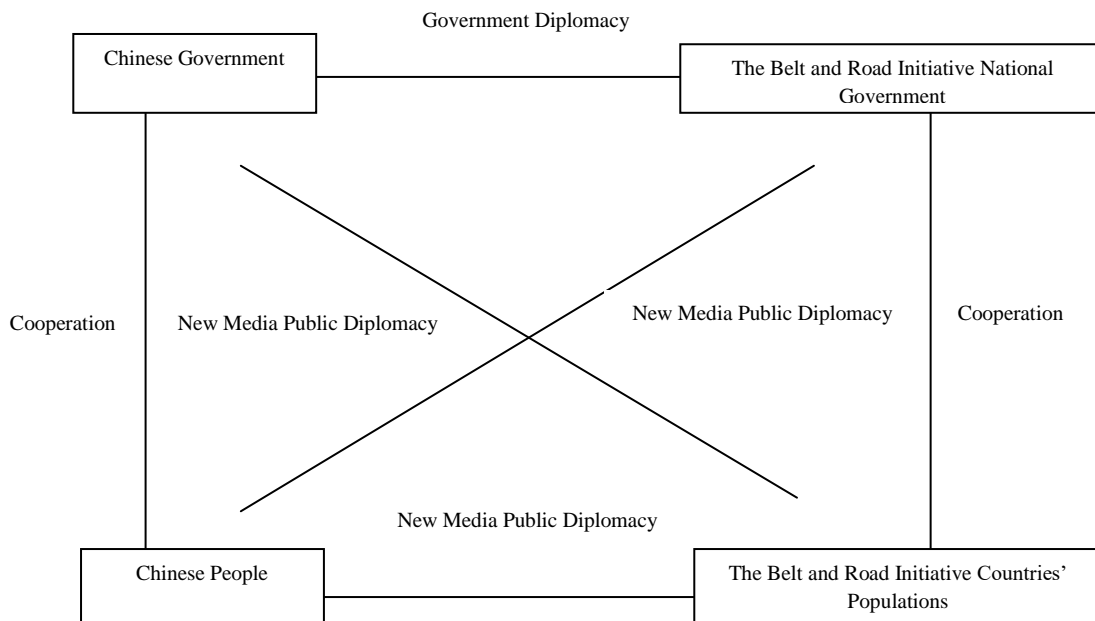 Government Diplomacy
Chinese Government
The Belt and Road Initiative National
Government
Cooperation
New Media Public Diplomacy
New Media Public Diplomacy
Cooperation
New Media Public Diplomacy
Chinese People
The Belt and Road Initiative Countries’
Populations